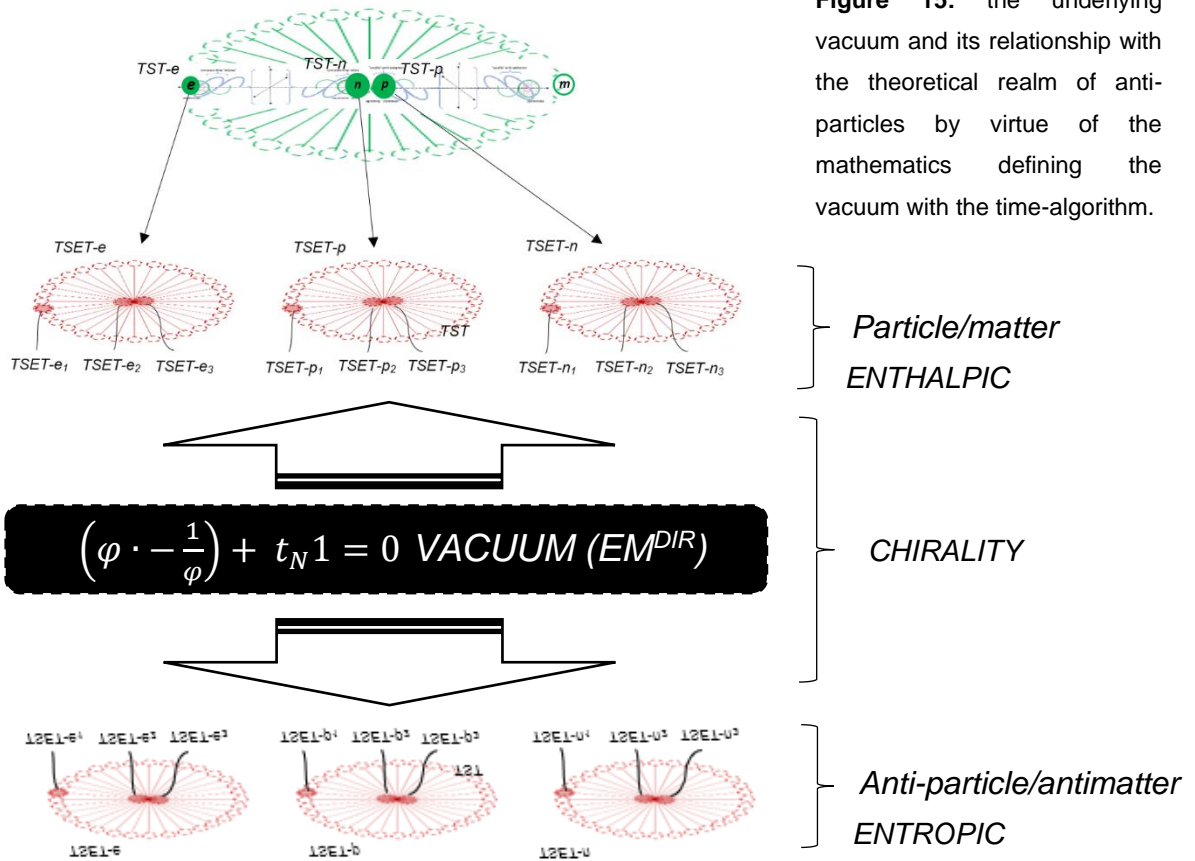 Figure 15: the underlying
vacuum and its relationship with
the theoretical realm of anti-
particles by virtue of the
mathematics defining the
vacuum with the time-algorithm.
TST-e
TST-n
TST-p
e
n
p
m
TSET-e
TSET-p
TSET-n
TST
TSET-e₁ TSET-e₂ TSET-e₃
TSET-p₁ TSET-p₂ TSET-p₃
TSET-n₁ TSET-n₂ TSET-n₃
Particle/matter
ENTHALPIC
(φ · −1/φ) + t_N1 = 0 VACUUM (EM^DIR)
CHIRALITY
TSET-e₁ TSET-e₂ TSET-e₃
TSET-p₁ TSET-p₂ TSET-p₃
TSET-n₁ TSET-n₂ TSET-n₃
TST
TSET-e
TSET-p
TSET-n
Anti-particle/antimatter
ENTROPIC